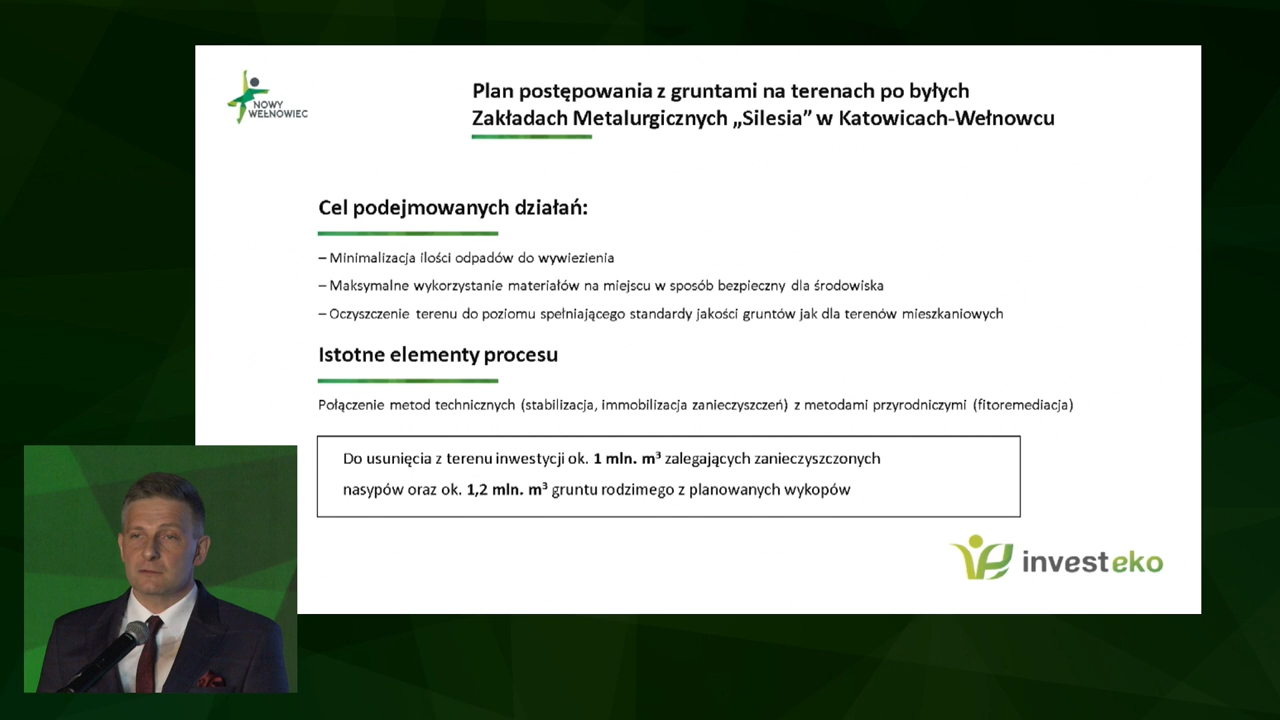 NOWY
WEŁNOWIEC
Plan postępowania z gruntami na terenach po byłych
Zakładach Metalurgicznych „Silesia” w Katowicach-Wełnowcu
Cel podejmowanych działań:
– Minimalizacja ilości odpadów do wywiezienia
– Maksymalne wykorzystanie materiałów na miejscu w sposób bezpieczny dla środowiska
– Oczyszczenie terenu do poziomu spełniającego standardy jakości gruntów jak dla terenów mieszkaniowych
Istotne elementy procesu
Połączenie metod technicznych (stabilizacja, immobilizacja zanieczyszczeń) z metodami przyrodniczymi (fitoremediacja)
Do usunięcia z terenu inwestycji ok. 1 mln. m³ zalegających zanieczyszczonych
nasypów oraz ok. 1,2 mln. m³ gruntu rodzimego z planowanych wykopów
investeko